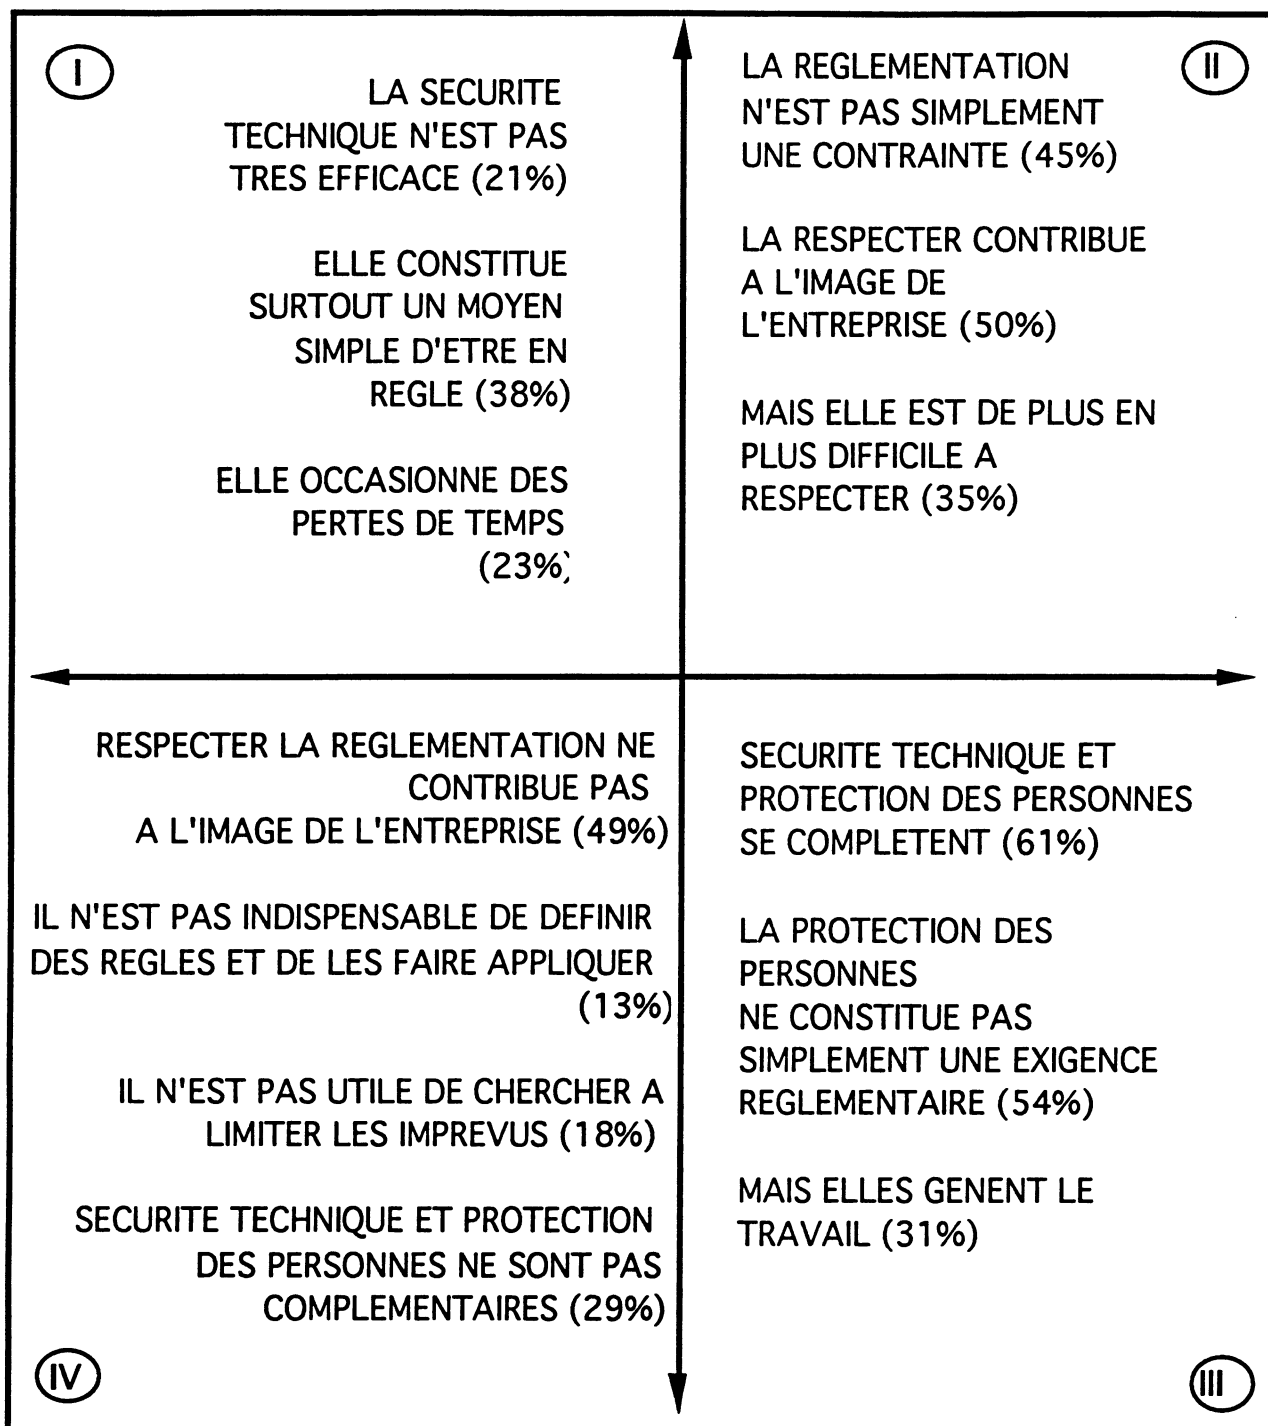 I
LA SECURITE
TECHNIQUE N'EST PAS
TRES EFFICACE (21%)
ELLE CONSTITUE
SURTOUT UN MOYEN
SIMPLE D'ETRE EN
REGLE (38%)
ELLE OCCASIONNE DES
PERTES DE TEMPS
(23%)
II
LA REGLEMENTATION
N'EST PAS SIMPLEMENT
UNE CONTRAINTE (45%)
LA RESPECTER CONTRIBUE
A L'IMAGE DE
L'ENTREPRISE (50%)
MAIS ELLE EST DE PLUS EN
PLUS DIFFICILE A
RESPECTER (35%)
RESPECTER LA REGLEMENTATION NE
CONTRIBUE PAS
A L'IMAGE DE L'ENTREPRISE (49%)
IL N'EST PAS INDISPENSABLE DE DEFINIR
DES REGLES ET DE LES FAIRE APPLIQUER
(13%)
IL N'EST PAS UTILE DE CHERCHER A
LIMITER LES IMPREVUS (18%)
SECURITE TECHNIQUE ET PROTECTION
DES PERSONNES NE SONT PAS
COMPLEMENTAIRES (29%)
IV
SECURITE TECHNIQUE ET
PROTECTION DES PERSONNES
SE COMPLETENT (61%)
LA PROTECTION DES
PERSONNES
NE CONSTITUE PAS
SIMPLEMENT UNE EXIGENCE
REGLEMENTAIRE (54%)
MAIS ELLES GENENT LE
TRAVAIL (31%)
III